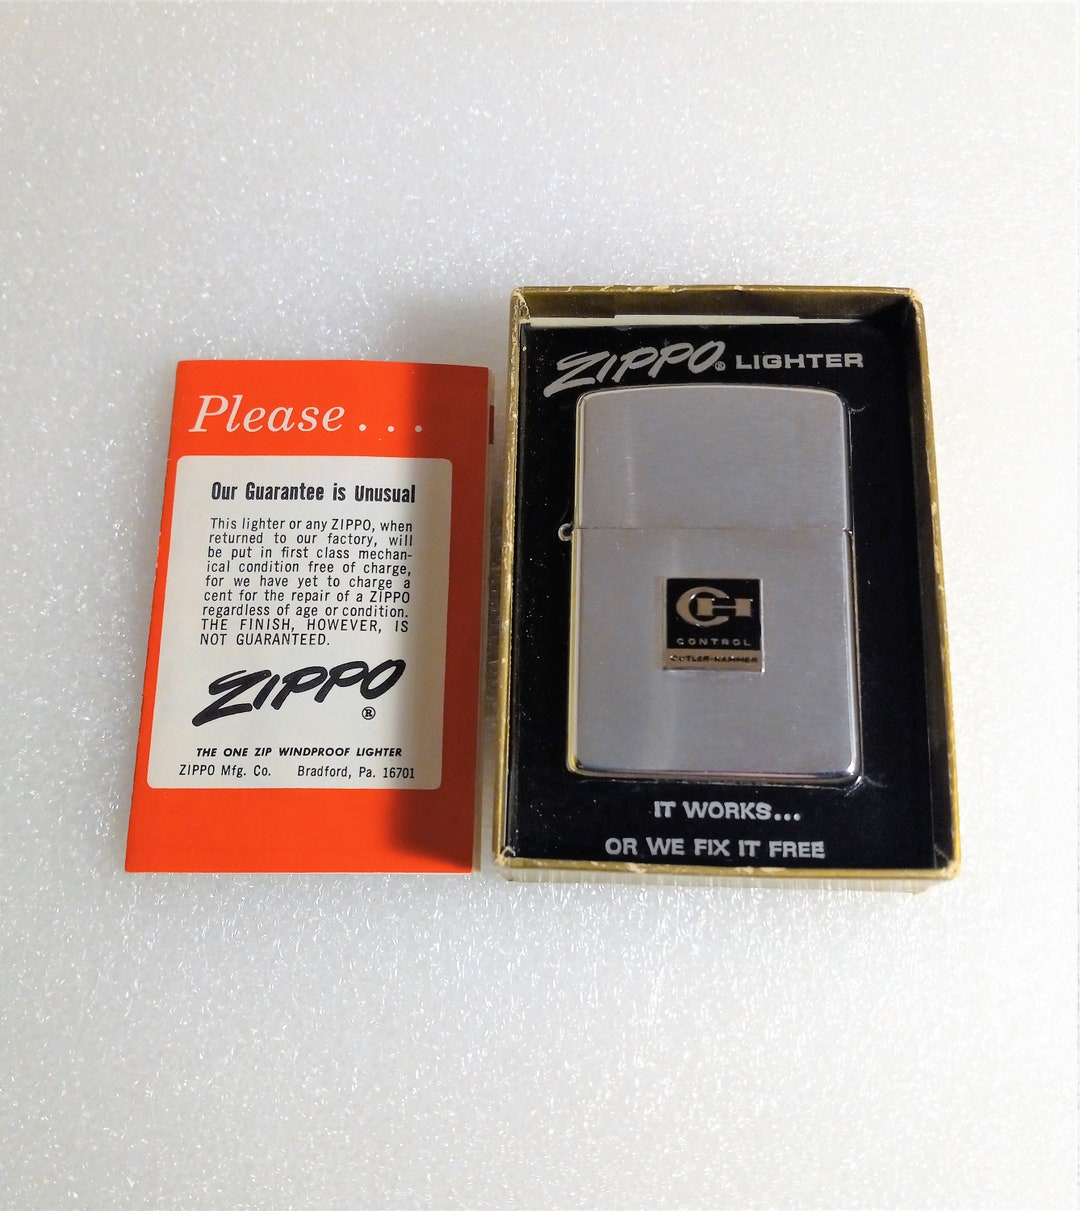 Please...
Our Guarantee is Unusual
This lighter or any ZIPPO, when
returned to our factory, will
be put in first class mechan-
ical condition free of charge,
for we have yet to charge a
cent for the repair of a ZIPPO
regardless of age or condition.
THE FINISH, HOWEVER, IS
NOT GUARANTEED.
ZIPPO
®
THE ONE ZIP WINDPROOF LIGHTER
ZIPPO Mfg. Co. Bradford, Pa. 16701
ZIPPO® LIGHTER
CH
CONTROL
CUTLER-HAMMER
IT WORKS...
OR WE FIX IT FREE